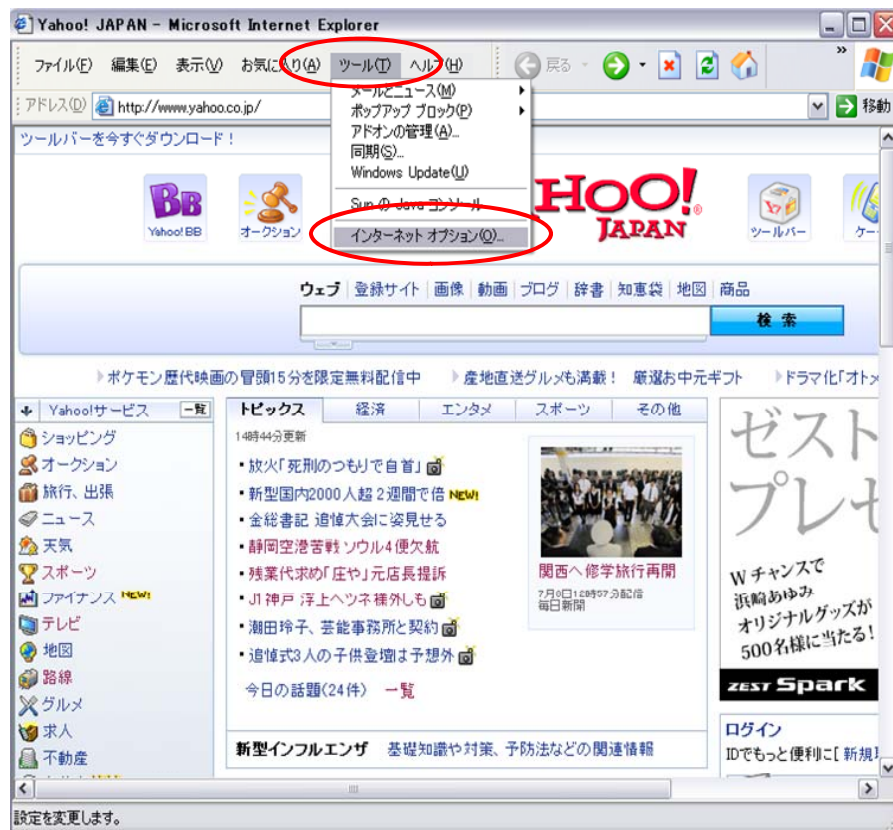 Yahoo! JAPAN - Microsoft Internet Explorer
ファイル(F) 編集(E) 表示(V) お気に入り(A) ツール(T) ヘルプ(H) 戻る
メールとニュース(M)
ポップアップ ブロック(P)
アドオンの管理(A)...
同期(S)...
Windows Update(U)
Sun の Java コンソール
インターネット オプション(O)...
アドレス(D) http://www.yahoo.co.jp/ 移動
ツールバーを今すぐダウンロード!
BB
Yahoo! BB
オークション
HOO!
JAPAN
ツールバー
ケー
ウェブ 登録サイト 画像 動画 ブログ 辞書 知恵袋 地図 商品
検索
ポケモン歴代映画の冒頭15分を限定無料配信中 産地直送グルメも満載! 厳選お中元ギフト ドラマ化「オトメ
Yahoo!サービス 一覧
ショッピング
オークション
旅行、出張
ニュース
天気
スポーツ
ファイナンス NEW!
テレビ
地図
路線
グルメ
求人
不動産
トピックス 経済 エンタメ スポーツ その他
14時44分更新
・放火「死刑のつもりで自首」
・新型国内2000人超 2週間で倍 NEW!
・金総書記 追悼大会に姿見せる
・静岡空港苦戦 ソウル4便欠航
・残業代求め「庄や」元店長提訴
・J1神戸 浮上へツネ様外しも
・潮田玲子、芸能事務所と契約
・追悼式3人の子供登壇は予想外
今日の話題(24件) 一覧
関西へ修学旅行再開
毎日新聞
新型インフルエンザ 基礎知識や対策、予防法などの関連情報
ゼスト
プレゼ
Wチャンスで
浜崎あゆみ
オリジナルグッズが
500名様に当たる!
ZEST Spark
ログイン
IDでもっと便利に[ 新規
設定を変更します。